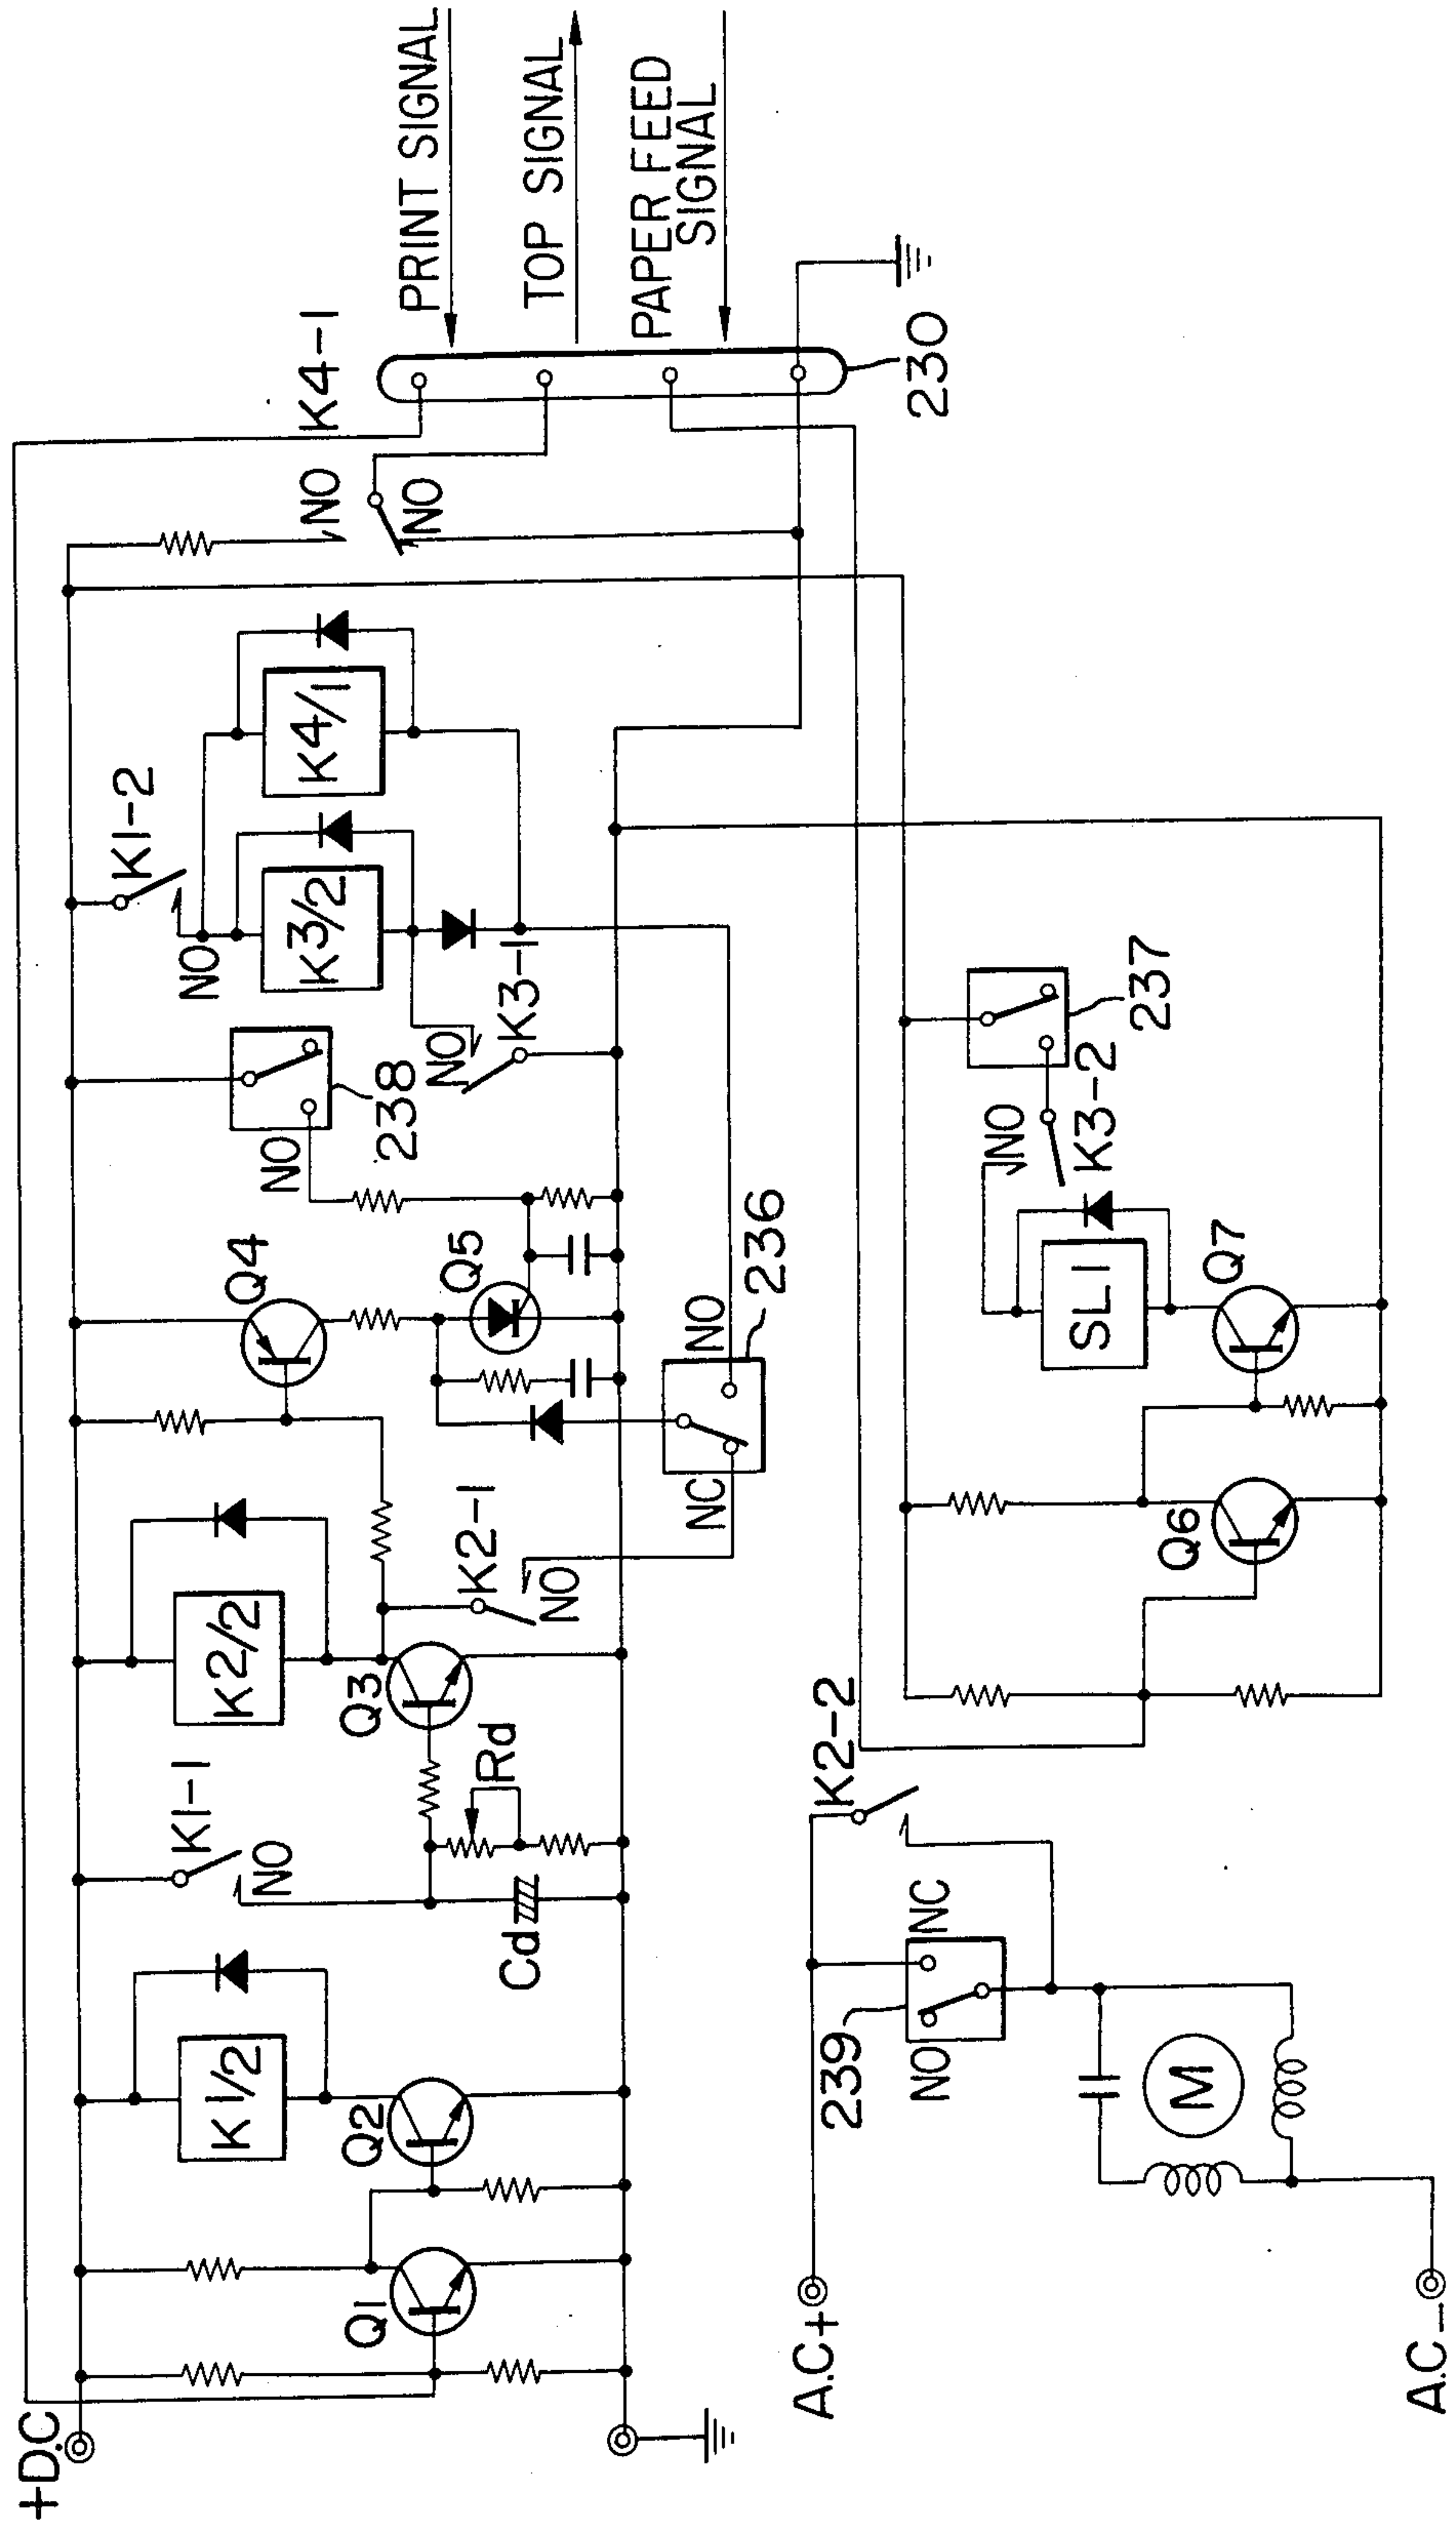 +D.C
K1/2
K1-1
NO
K2/2
Q4
NO
238
K1-2
NO
K3/2
K4/1
NO
K4-1
NO
PRINT SIGNAL
TOP SIGNAL
PAPER FEED
SIGNAL
Q1
Q2
Cd
Rd
Q3
K2-1
NO
Q5
NO
K3-1
NC
NO
236
230
A.C+
239
NO
NC
K2-2
M
A.C-
Q6
Q7
SL1
NO
K3-2
237